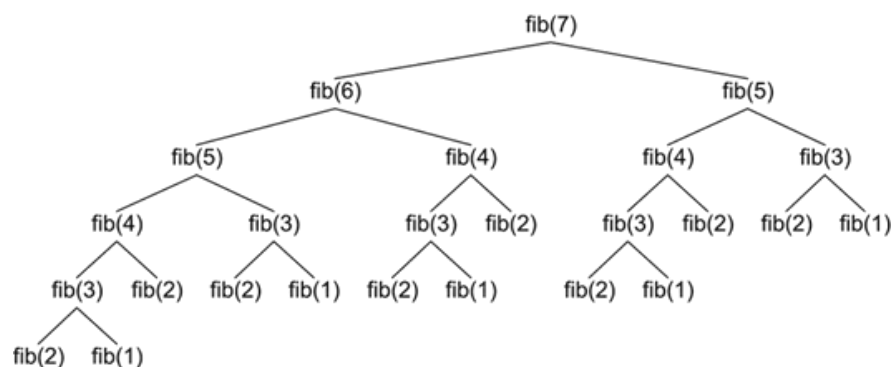 fib(7)
fib(6) fib(5)
fib(5) fib(4) fib(4) fib(3)
fib(4) fib(3) fib(3) fib(2) fib(3) fib(2) fib(2) fib(1)
fib(3) fib(2) fib(2) fib(1) fib(2) fib(1) fib(2) fib(1)
fib(2) fib(1)